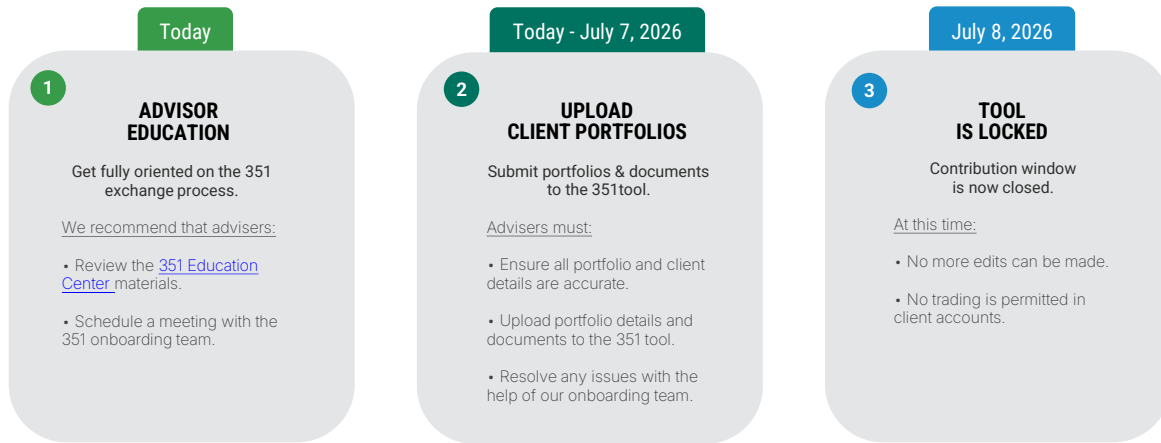 Today
1
ADVISOR
EDUCATION
Get fully oriented on the 351
exchange process.
We recommend that advisers:
• Review the 351 Education
Center materials.
• Schedule a meeting with the
351 onboarding team.
Today - July 7, 2026
2
UPLOAD
CLIENT PORTFOLIOS
Submit portfolios & documents
to the 351tool.
Advisers must:
• Ensure all portfolio and client
details are accurate.
• Upload portfolio details and
documents to the 351 tool.
• Resolve any issues with the
help of our onboarding team.
July 8, 2026
3
TOOL
IS LOCKED
Contribution window
is now closed.
At this time:
• No more edits can be made.
• No trading is permitted in
client accounts.